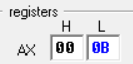 registers
H L
AX 00 0B